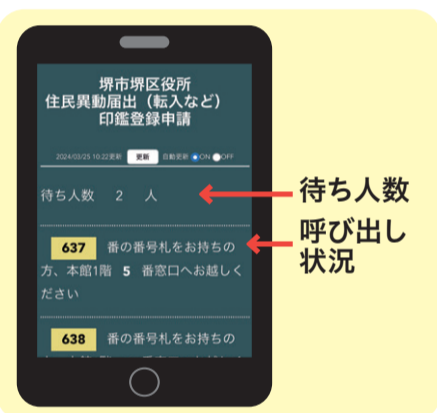 堺市堺区役所
住民異動届出（転入など）
印鑑登録申請
2024/03/25 10:22更新 更新 自動更新 ON OFF
待ち人数 2 人
637 番の番号札をお持ちの
方、本館1階 5 番窓口へお越しく
ださい
638 番の番号札をお持ちの
待ち人数
呼び出し
状況